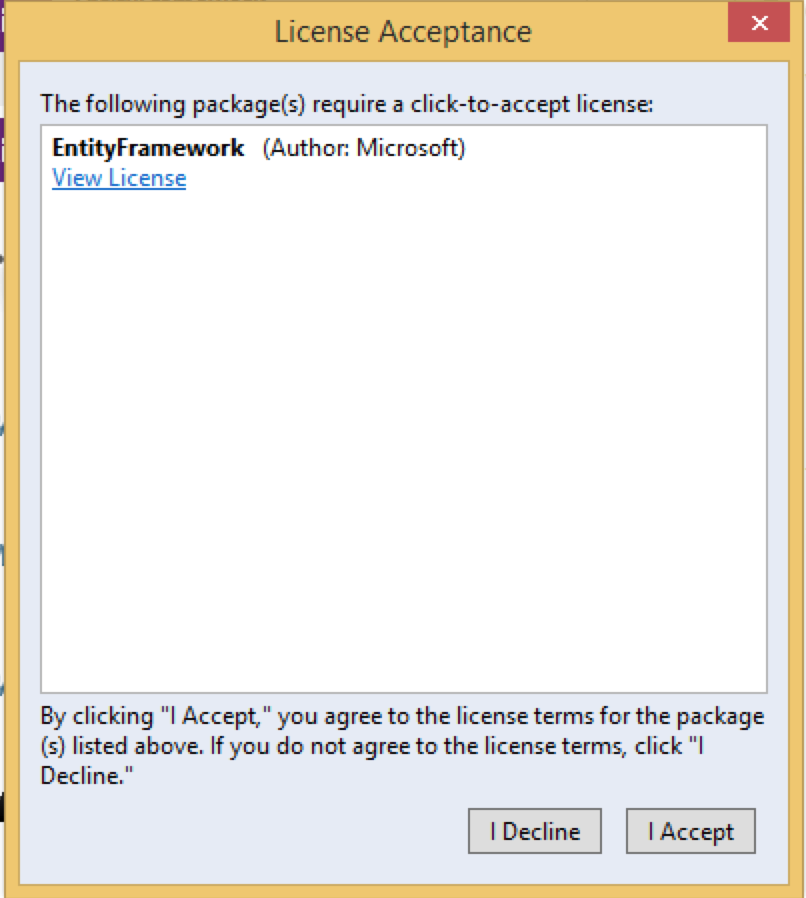 License Acceptance
The following package(s) require a click-to-accept license:
EntityFramework (Author: Microsoft)
View License
By clicking "I Accept," you agree to the license terms for the package
(s) listed above. If you do not agree to the license terms, click "I
Decline."
I Decline I Accept